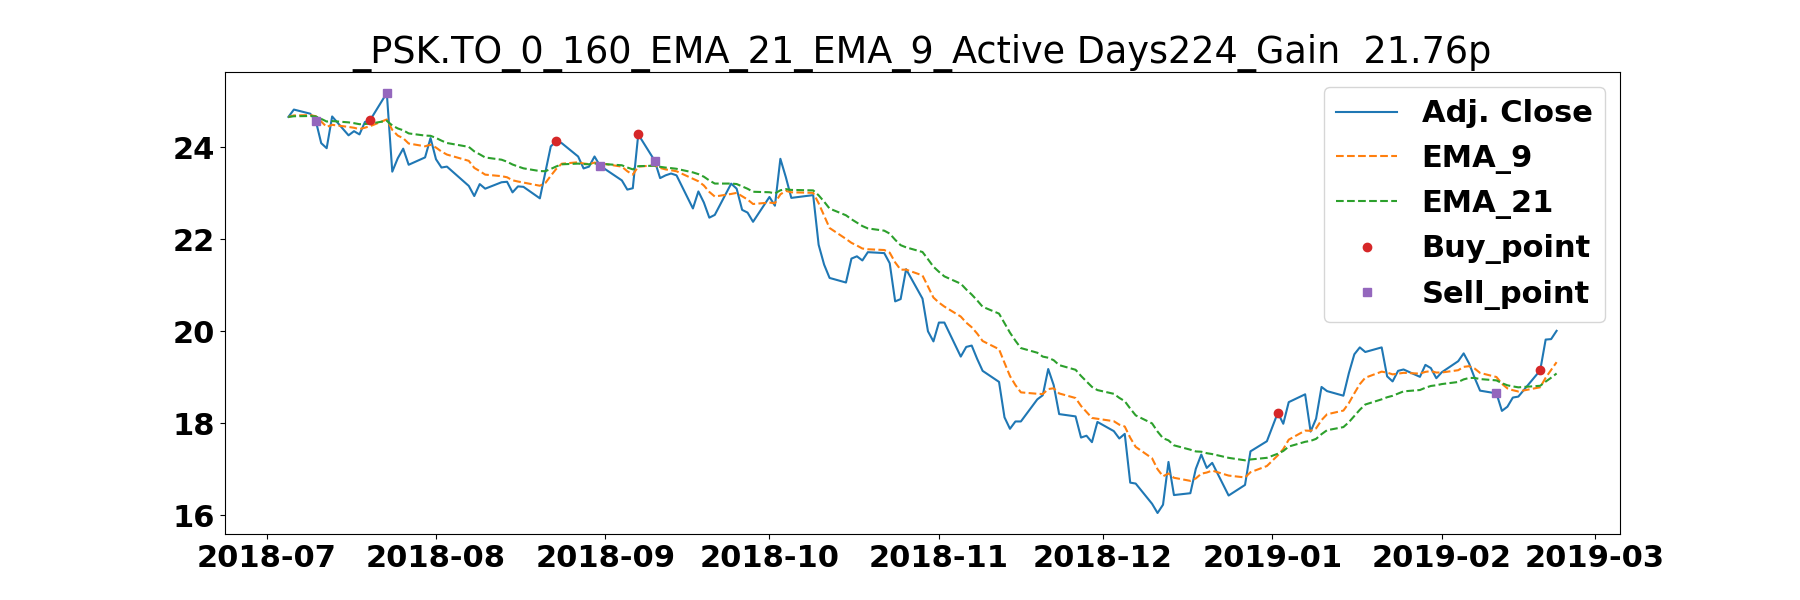 _PSK.TO_0_160_EMA_21_EMA_9_Active Days224_Gain  21.76p
Adj. Close
EMA_9
EMA_21
Buy_point
Sell_point
24
22
20
18
16
2018-07 2018-08 2018-09 2018-10 2018-11 2018-12 2019-01 2019-02 2019-03